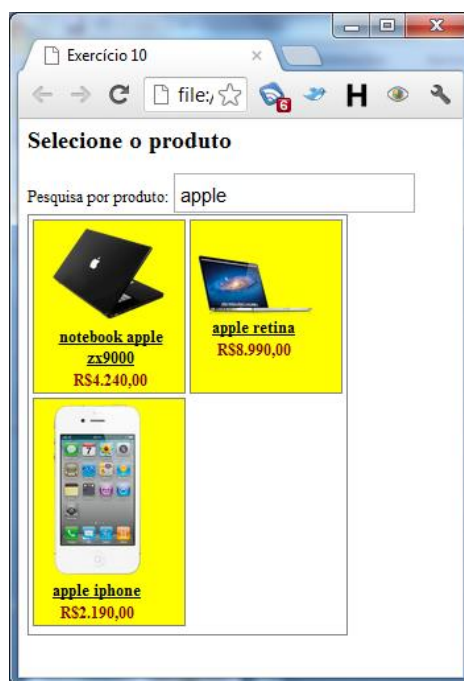 Exercício 10
file:/
6
H
Selecione o produto
Pesquisa por produto: apple
notebook apple
zx9000
R$4.240,00
apple retina
R$8.990,00
apple iphone
R$2.190,00